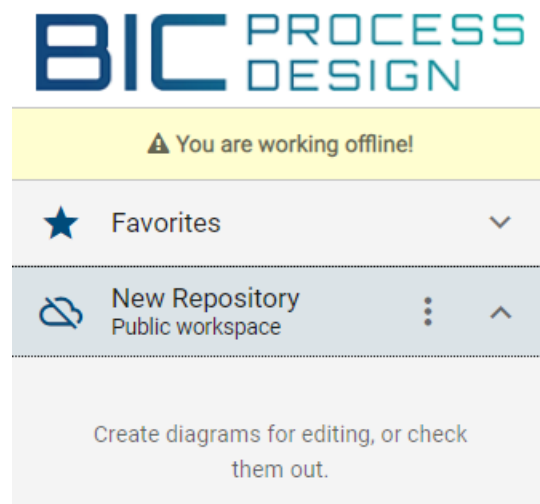 BIC PROCESS
DESIGN
You are working offline!
Favorites
New Repository
Public workspace
Create diagrams for editing, or check
them out.